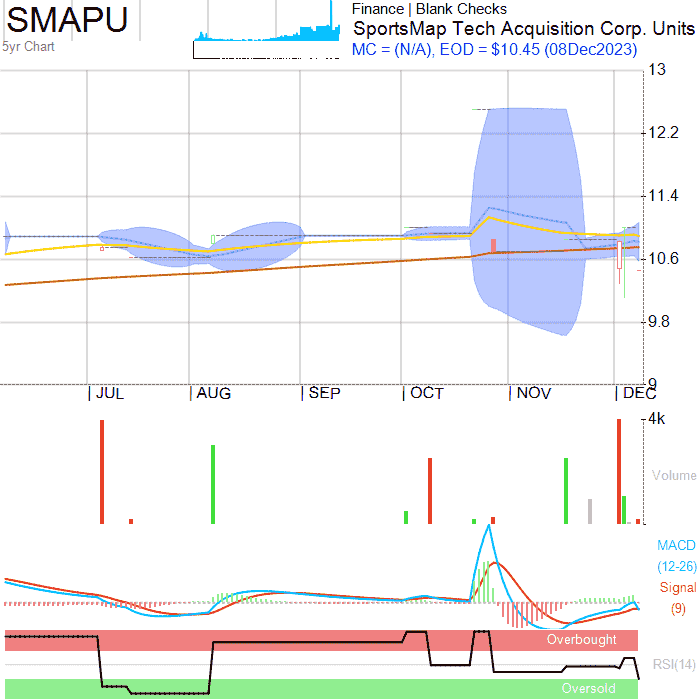 SMAPU
5yr Chart
Finance | Blank Checks
SportsMap Tech Acquisition Corp. Units
MC = (N/A), EOD = $10.45 (08Dec2023)
13
12.2
11.4
10.6
9.8
9
JUL AUG SEP OCT NOV DEC
4k
Volume
MACD
(12-26)
Signal
(9)
Overbought
RSI(14)
Oversold